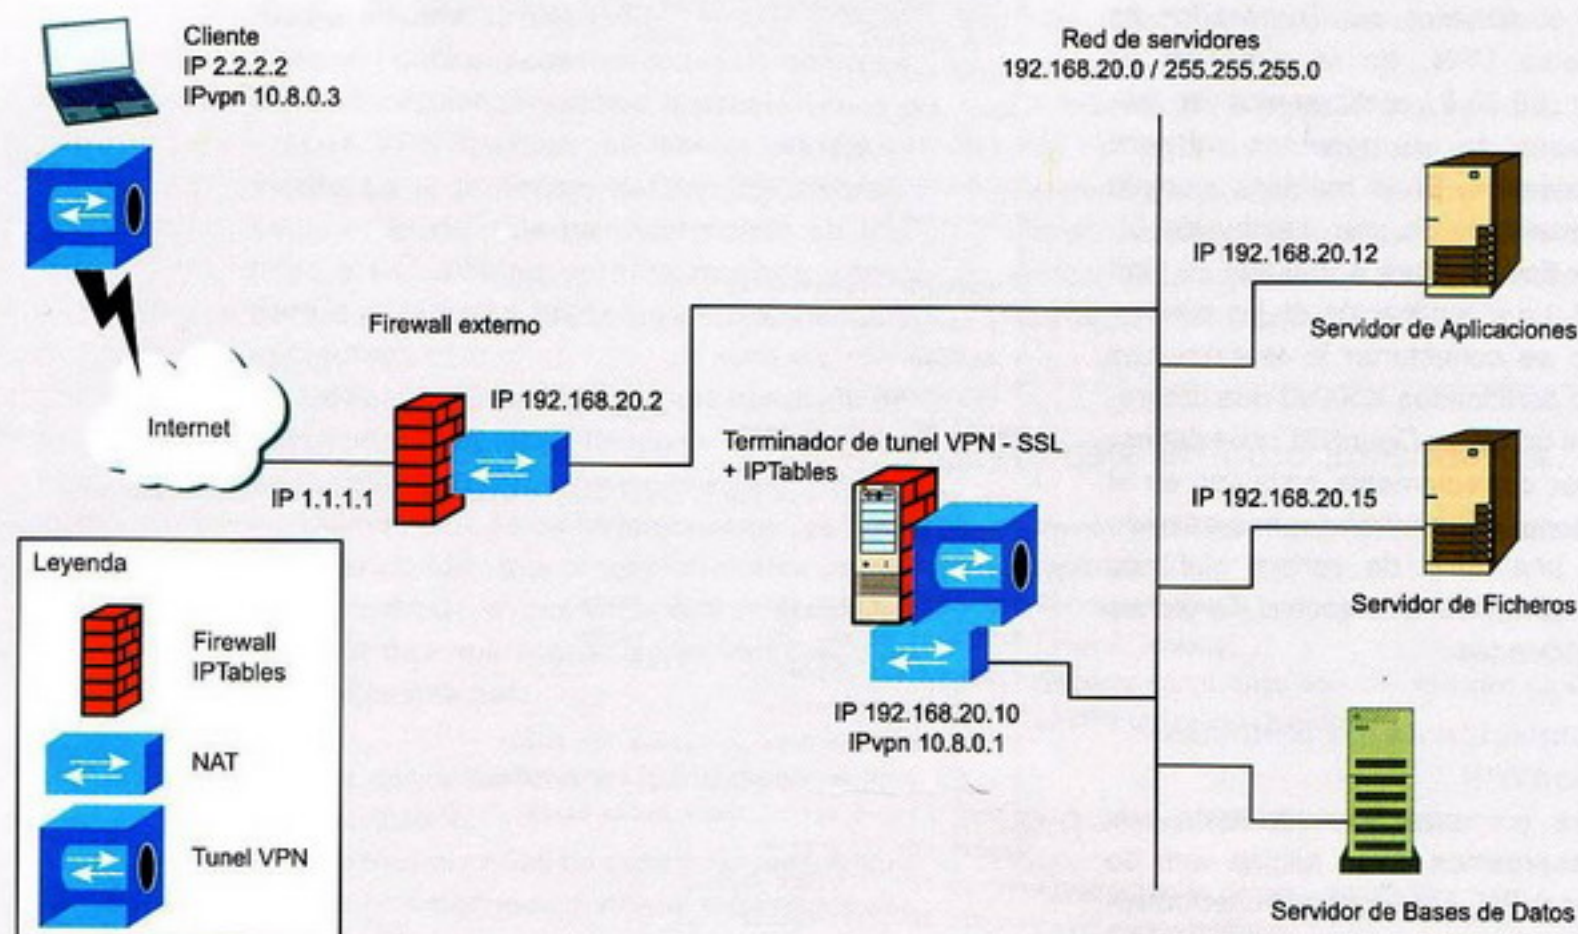 Cliente
IP 2.2.2.2
IPvpn 10.8.0.3
Red de servidores
192.168.20.0 / 255.255.255.0
IP 192.168.20.12
Servidor de Aplicaciones
Firewall externo
IP 192.168.20.2
Internet
IP 1.1.1.1
Terminador de tunel VPN - SSL
+ IPTables
IP 192.168.20.15
Servidor de Ficheros
IP 192.168.20.10
IPvpn 10.8.0.1
Servidor de Bases de Datos
Leyenda
Firewall
IPTables
NAT
Tunel VPN